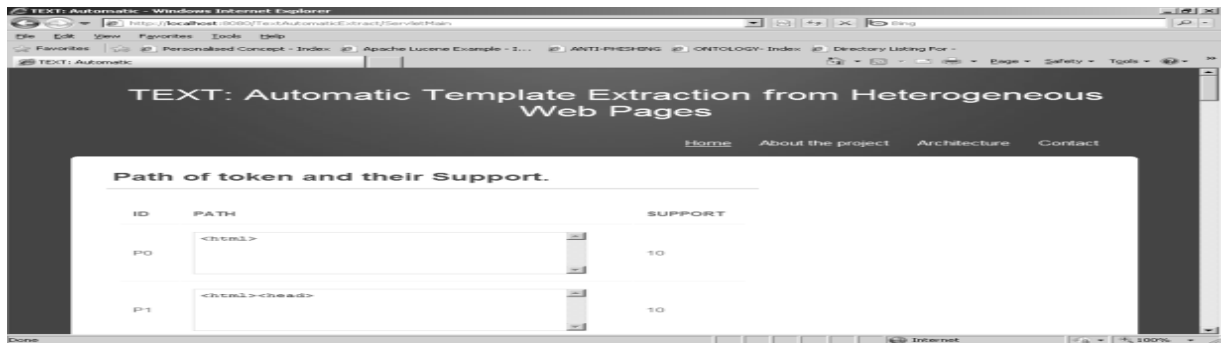 TEXT: Automatic - Windows Internet Explorer
http://localhost:8080/TextAutomaticExtract/ServletMain
Bing
File Edit View Favorites Tools Help
Favorites Personalised Concept - Index Apache Lucene Example - I... ANTI-PHISHING ONTOLOGY- Index Directory Listing For -
TEXT: Automatic Page Safety Tools
TEXT: Automatic Template Extraction from Heterogeneous
Web Pages
Home About the project Architecture Contact
Path of token and their Support.
ID PATH SUPPORT
P0 <html> 10
P1 <html><head> 10
Done Internet 100%